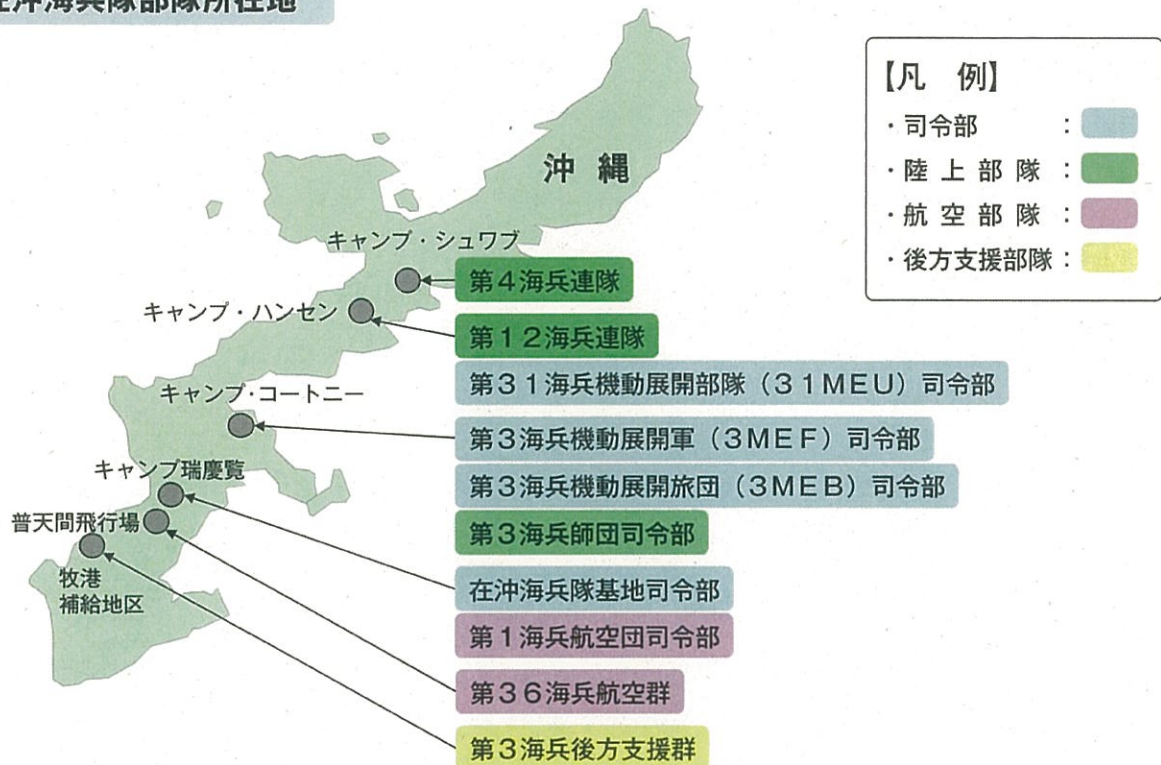 在沖海兵隊部隊所在地
【凡　例】
・司令部　：
・陸上部隊：
・航空部隊：
・後方支援部隊：
沖縄
キャンプ・シュワブ
第４海兵連隊
キャンプ・ハンセン
第１２海兵連隊
第３１海兵機動展開部隊（３１ＭＥＵ）司令部
キャンプ・コートニー
第３海兵機動展開軍（３ＭＥＦ）司令部
第３海兵機動展開旅団（３ＭＥＢ）司令部
第３海兵師団司令部
キャンプ瑞慶覧
在沖海兵隊基地司令部
第１海兵航空団司令部
普天間飛行場
第３６海兵航空群
牧港
補給地区
第３海兵後方支援群